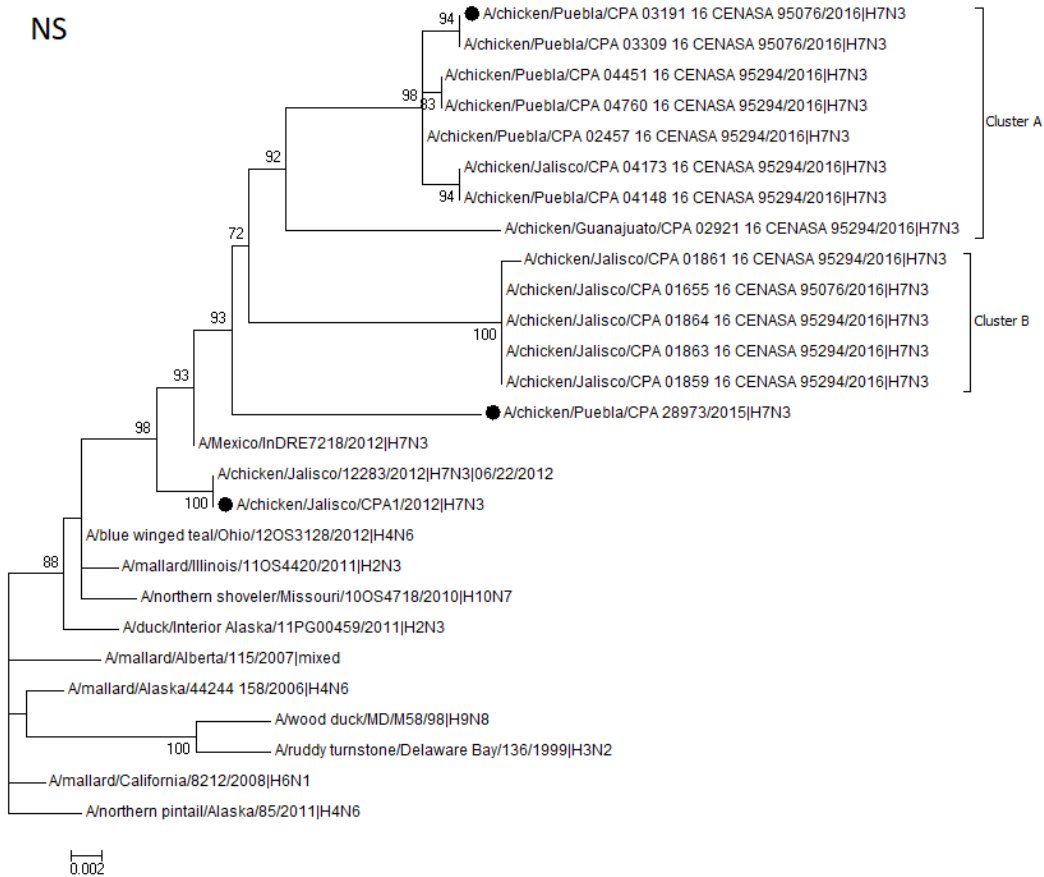 NS
94
A/chicken/Puebla/CPA 03191 16 CENASA 95076/2016|H7N3
A/chicken/Puebla/CPA 03309 16 CENASA 95076/2016|H7N3
A/chicken/Puebla/CPA 04451 16 CENASA 95294/2016|H7N3
98
83
A/chicken/Puebla/CPA 04760 16 CENASA 95294/2016|H7N3
Cluster A
A/chicken/Puebla/CPA 02457 16 CENASA 95294/2016|H7N3
92
A/chicken/Jalisco/CPA 04173 16 CENASA 95294/2016|H7N3
94
A/chicken/Puebla/CPA 04148 16 CENASA 95294/2016|H7N3
A/chicken/Guanajuato/CPA 02921 16 CENASA 95294/2016|H7N3
72
A/chicken/Jalisco/CPA 01861 16 CENASA 95294/2016|H7N3
A/chicken/Jalisco/CPA 01655 16 CENASA 95076/2016|H7N3
93
A/chicken/Jalisco/CPA 01864 16 CENASA 95294/2016|H7N3
Cluster B
100
A/chicken/Jalisco/CPA 01863 16 CENASA 95294/2016|H7N3
93
A/chicken/Jalisco/CPA 01859 16 CENASA 95294/2016|H7N3
A/chicken/Puebla/CPA 28973/2015|H7N3
98
A/Mexico/InDRE7218/2012|H7N3
A/chicken/Jalisco/12283/2012|H7N3|06/22/2012
100
A/chicken/Jalisco/CPA1/2012|H7N3
A/blue winged teal/Ohio/12OS3128/2012|H4N6
88
A/mallard/Illinois/11OS4420/2011|H2N3
A/northern shoveler/Missouri/10OS4718/2010|H10N7
A/duck/Interior Alaska/11PG00459/2011|H2N3
A/mallard/Alberta/115/2007|mixed
A/mallard/Alaska/44244 158/2006|H4N6
A/wood duck/MD/M58/98|H9N8
100
A/ruddy turnstone/Delaware Bay/136/1999|H3N2
A/mallard/California/8212/2008|H6N1
A/northern pintail/Alaska/85/2011|H4N6
0.002